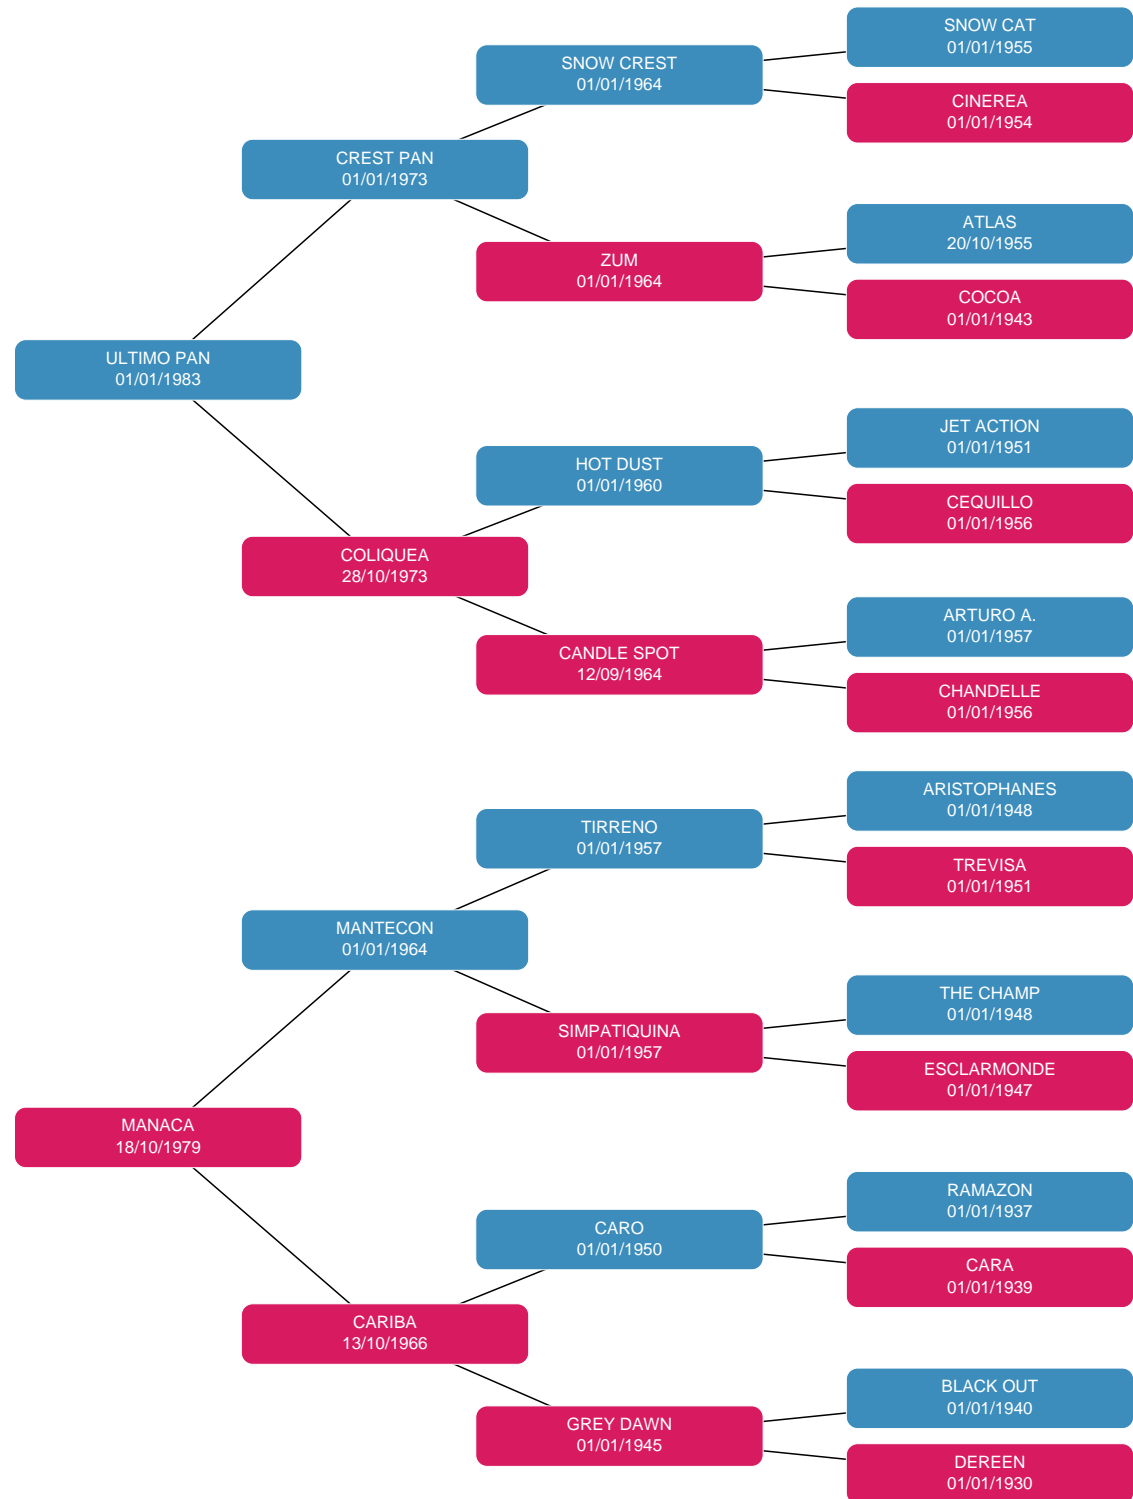 SNOW CAT
01/01/1955
SNOW CREST
01/01/1964
CINEREA
01/01/1954
CREST PAN
01/01/1973
ATLAS
20/10/1955
ZUM
01/01/1964
COCOA
01/01/1943
ULTIMO PAN
01/01/1983
JET ACTION
01/01/1951
HOT DUST
01/01/1960
CEQUILLO
01/01/1956
COLIQUEA
28/10/1973
ARTURO A.
01/01/1957
CANDLE SPOT
12/09/1964
CHANDELLE
01/01/1956
ARISTOPHANES
01/01/1948
TIRRENO
01/01/1957
TREVISA
01/01/1951
MANTECON
01/01/1964
THE CHAMP
01/01/1948
SIMPATIQUINA
01/01/1957
ESCLARMONDE
01/01/1947
MANACA
18/10/1979
RAMAZON
01/01/1937
CARO
01/01/1950
CARA
01/01/1939
CARIBA
13/10/1966
BLACK OUT
01/01/1940
GREY DAWN
01/01/1945
DEREEN
01/01/1930